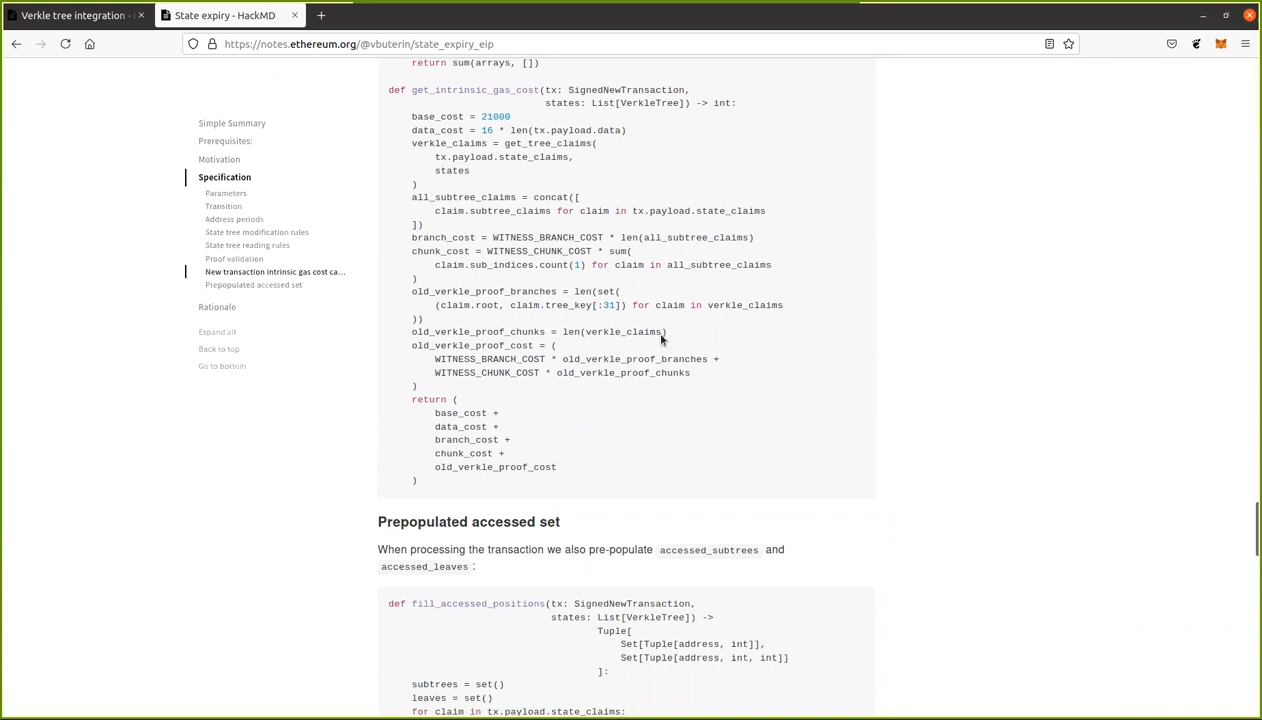 Verkle tree integration -
State expiry - HackMD
https://notes.ethereum.org/@vbuterin/state_expiry_eip
Simple Summary
Prerequisites:
Motivation
Specification
Parameters
Transition
Address periods
State tree modification rules
State tree reading rules
Proof validation
New transaction intrinsic gas cost ca…
Prepopulated accessed set
Rationale
Expand all
Back to top
Go to bottom
return sum(arrays, [])
def get_intrinsic_gas_cost(tx: SignedNewTransaction,
states: List[VerkleTree]) -> int:
base_cost = 21000
data_cost = 16 * len(tx.payload.data)
verkle_claims = get_tree_claims(
tx.payload.state_claims,
states
)
all_subtree_claims = concat([
claim.subtree_claims for claim in tx.payload.state_claims
])
branch_cost = WITNESS_BRANCH_COST * len(all_subtree_claims)
chunk_cost = WITNESS_CHUNK_COST * sum(
claim.sub_indices.count(1) for claim in all_subtree_claims
)
old_verkle_proof_branches = len(set(
(claim.root, claim.tree_key[:31]) for claim in verkle_claims
))
old_verkle_proof_chunks = len(verkle_claims)
old_verkle_proof_cost = (
WITNESS_BRANCH_COST * old_verkle_proof_branches +
WITNESS_CHUNK_COST * old_verkle_proof_chunks
)
return (
base_cost +
data_cost +
branch_cost +
chunk_cost +
old_verkle_proof_cost
)
Prepopulated accessed set
When processing the transaction we also pre-populate accessed_subtrees and
accessed_leaves :
def fill_accessed_positions(tx: SignedNewTransaction,
states: List[VerkleTree]) ->
Tuple[
Set[Tuple[address, int]],
Set[Tuple[address, int, int]]
]:
subtrees = set()
leaves = set()
for claim in tx.payload.state_claims: